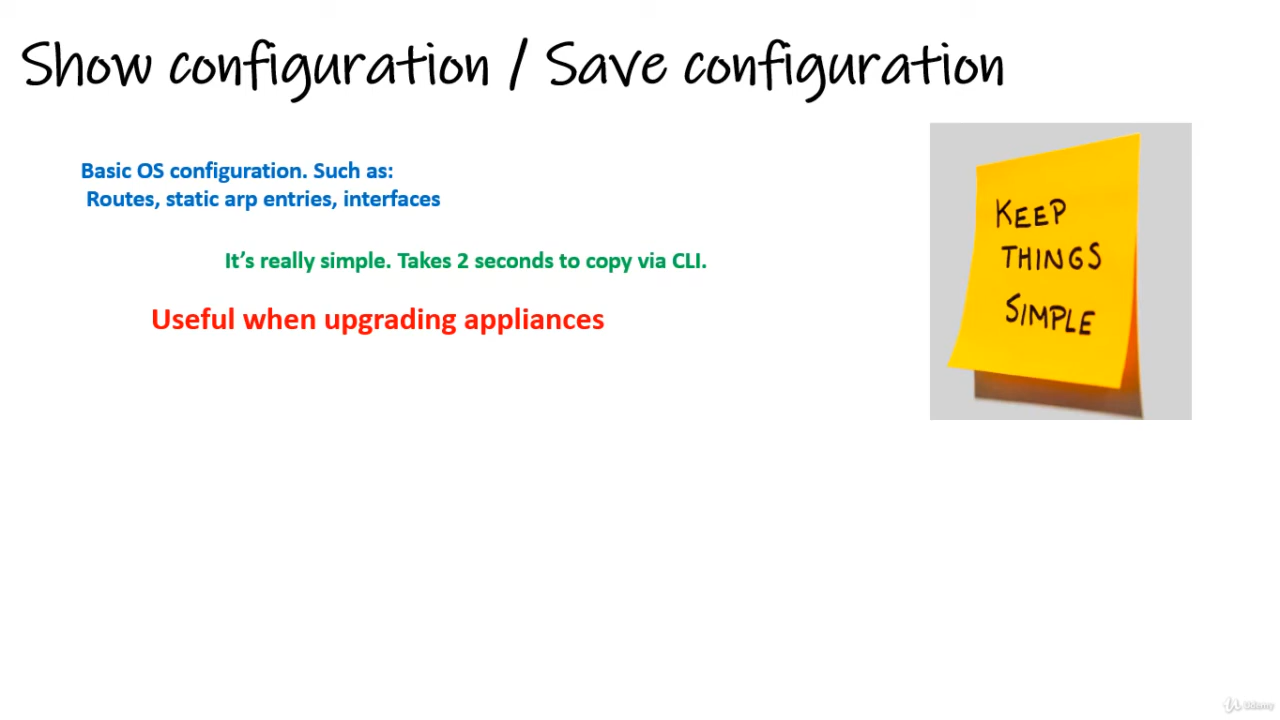 Show configuration / Save configuration
Basic OS configuration. Such as:
Routes, static arp entries, interfaces
It's really simple. Takes 2 seconds to copy via CLI.
Useful when upgrading appliances
KEEP
THINGS
SIMPLE
Udemy